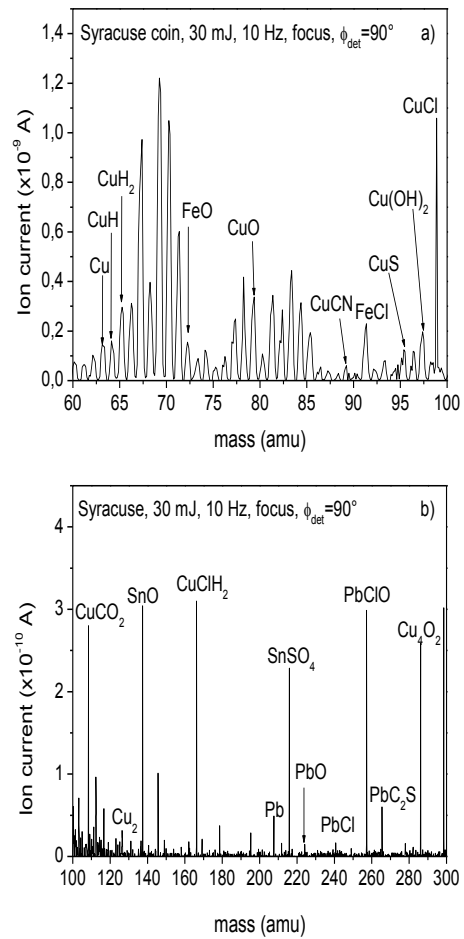 Syracuse coin, 30 mJ, 10 Hz, focus, ϕdet=90° a)
1,4
1,2
1,0
0,8
0,6
0,4
0,2
0,0
Ion current (x10⁻⁹ A)
CuCl
CuH₂
CuH
Cu
FeO
CuO
Cu(OH)₂
CuS
CuCN
FeCl
60 65 70 75 80 85 90 95 100
mass (amu)
Syracuse, 30 mJ, 10 Hz, focus, ϕdet=90° b)
4
3
2
1
0
Ion current (x10⁻¹⁰ A)
CuCO₂
SnO
CuClH₂
PbClO
Cu₄O₂
SnSO₄
PbO
Pb
PbC₂S
Cu₂
PbCl
100 120 140 160 180 200 220 240 260 280 300
mass (amu)